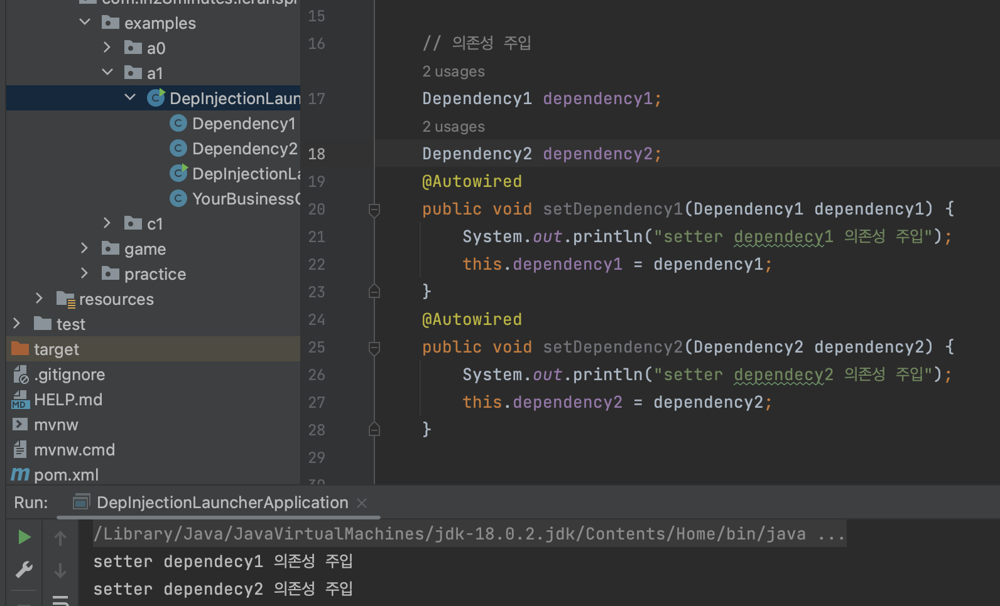 examples
a0
a1
DepInjectionLaun
Dependency1
Dependency2
DepInjectionLa
YourBusinessC
c1
game
practice
resources
test
target
.gitignore
HELP.md
mvnw
mvnw.cmd
pom.xml
15
16 // 의존성 주입
2 usages
17 Dependency1 dependency1;
2 usages
18 Dependency2 dependency2;
19 @Autowired
20 public void setDependency1(Dependency1 dependency1) {
21 System.out.println("setter dependecy1 의존성 주입");
22 this.dependency1 = dependency1;
23 }
24 @Autowired
25 public void setDependency2(Dependency2 dependency2) {
26 System.out.println("setter dependecy2 의존성 주입");
27 this.dependency2 = dependency2;
28 }
29
Run: DepInjectionLauncherApplication
/Library/Java/JavaVirtualMachines/jdk-18.0.2.jdk/Contents/Home/bin/java ...
setter dependecy1 의존성 주입
setter dependecy2 의존성 주입